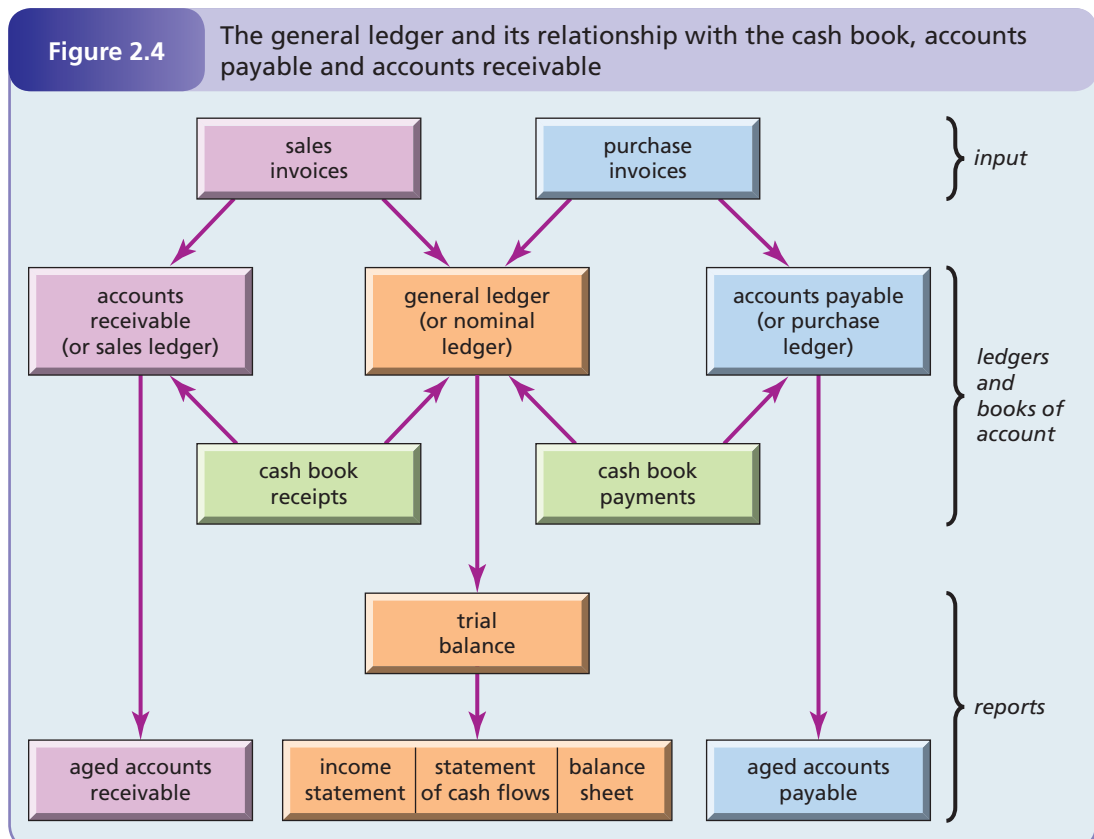 Figure 2.4
The general ledger and its relationship with the cash book, accounts
payable and accounts receivable
sales
invoices
purchase
invoices
input
accounts
receivable
(or sales ledger)
general ledger
(or nominal
ledger)
accounts payable
(or purchase
ledger)
ledgers
and
books of
account
cash book
receipts
cash book
payments
trial
balance
reports
aged accounts
receivable
income
statement
statement
of cash flows
balance
sheet
aged accounts
payable